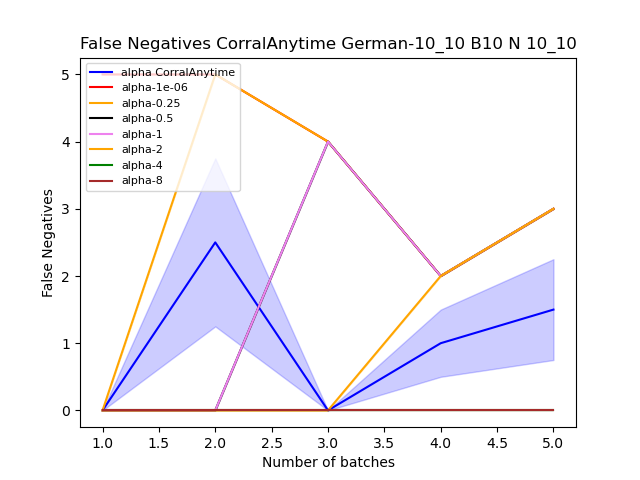 False Negatives CorralAnytime German-10_10 B10 N 10_10
alpha CorralAnytime
alpha-1e-06
alpha-0.25
alpha-0.5
alpha-1
alpha-2
alpha-4
alpha-8
5
4
3
2
1
0
False Negatives
1.0 1.5 2.0 2.5 3.0 3.5 4.0 4.5 5.0
Number of batches